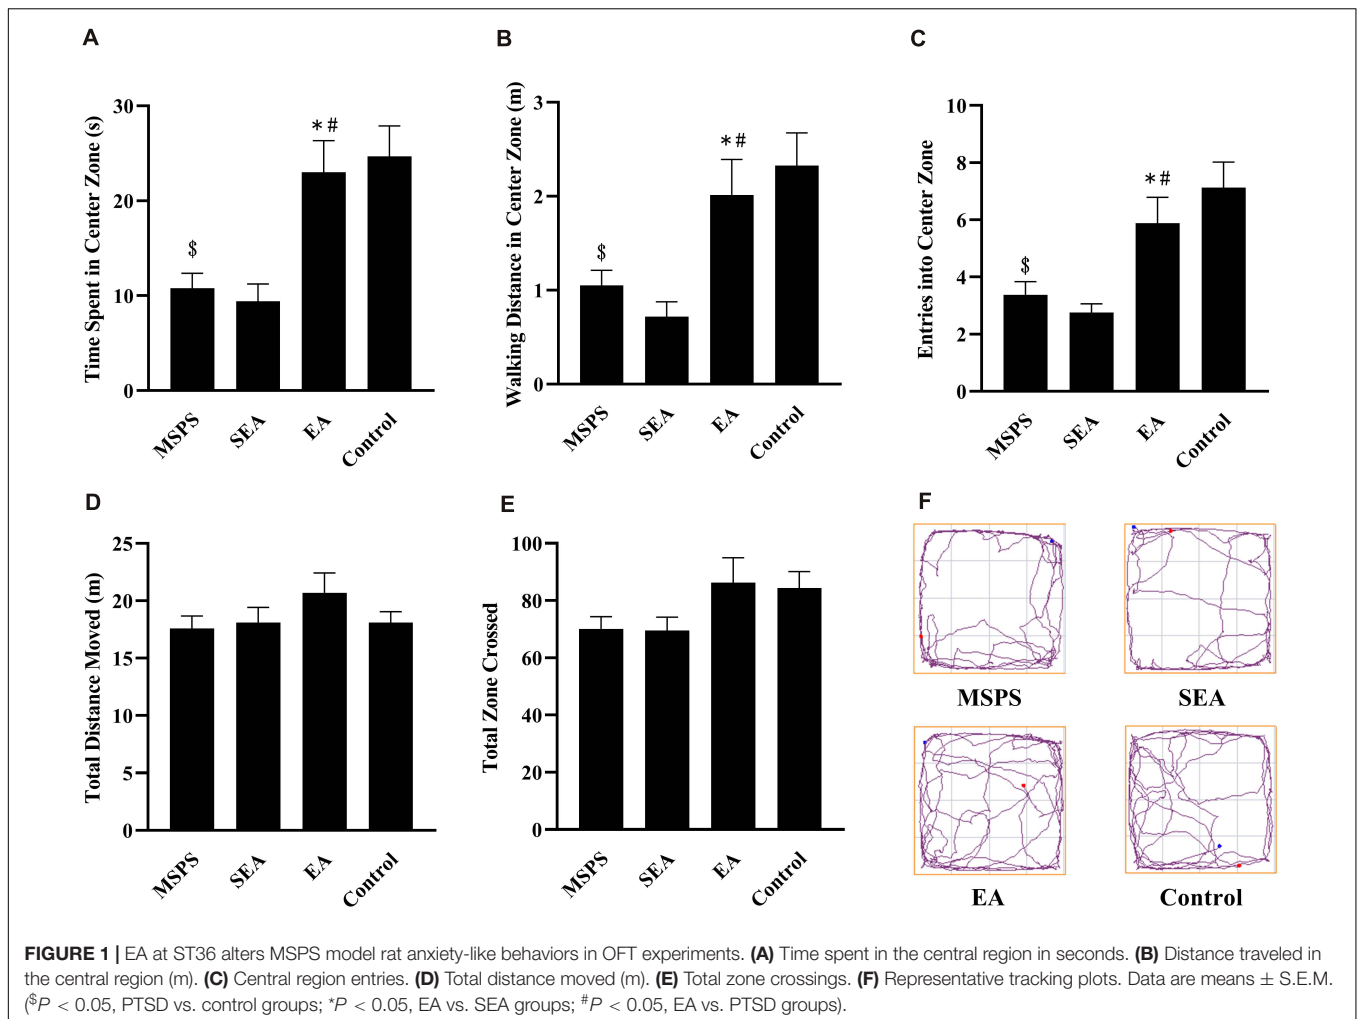 A
Time Spent in Center Zone (s)
30
20
10
0
$
*#
MSPS
SEA
EA
Control
B
Walking Distance in Center Zone (m)
3
2
1
0
$
*#
MSPS
SEA
EA
Control
C
Entries into Center Zone
10
8
6
4
2
0
$
*#
MSPS
SEA
EA
Control
D
Total Distance Moved (m)
25
20
15
10
5
0
MSPS
SEA
EA
Control
E
Total Zone Crossed
100
80
60
40
20
0
MSPS
SEA
EA
Control
F
MSPS
SEA
EA
Control
FIGURE 1 | EA at ST36 alters MSPS model rat anxiety-like behaviors in OFT experiments. (A) Time spent in the central region in seconds. (B) Distance traveled in
the central region (m). (C) Central region entries. (D) Total distance moved (m). (E) Total zone crossings. (F) Representative tracking plots. Data are means ± S.E.M.
($P < 0.05, PTSD vs. control groups; *P < 0.05, EA vs. SEA groups; #P < 0.05, EA vs. PTSD groups).